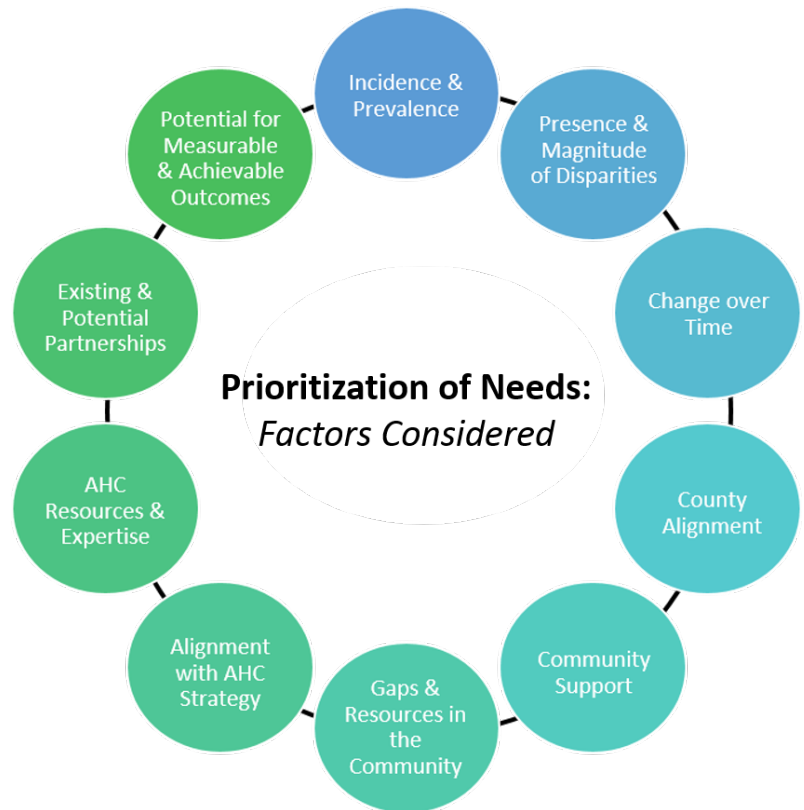 Incidence &
Prevalence
Presence &
Magnitude
of Disparities
Change over
Time
County
Alignment
Community
Support
Gaps &
Resources in
the
Community
Alignment
with AHC
Strategy
AHC
Resources &
Expertise
Existing &
Potential
Partnerships
Potential for
Measurable
& Achievable
Outcomes
Prioritization of Needs:
Factors Considered